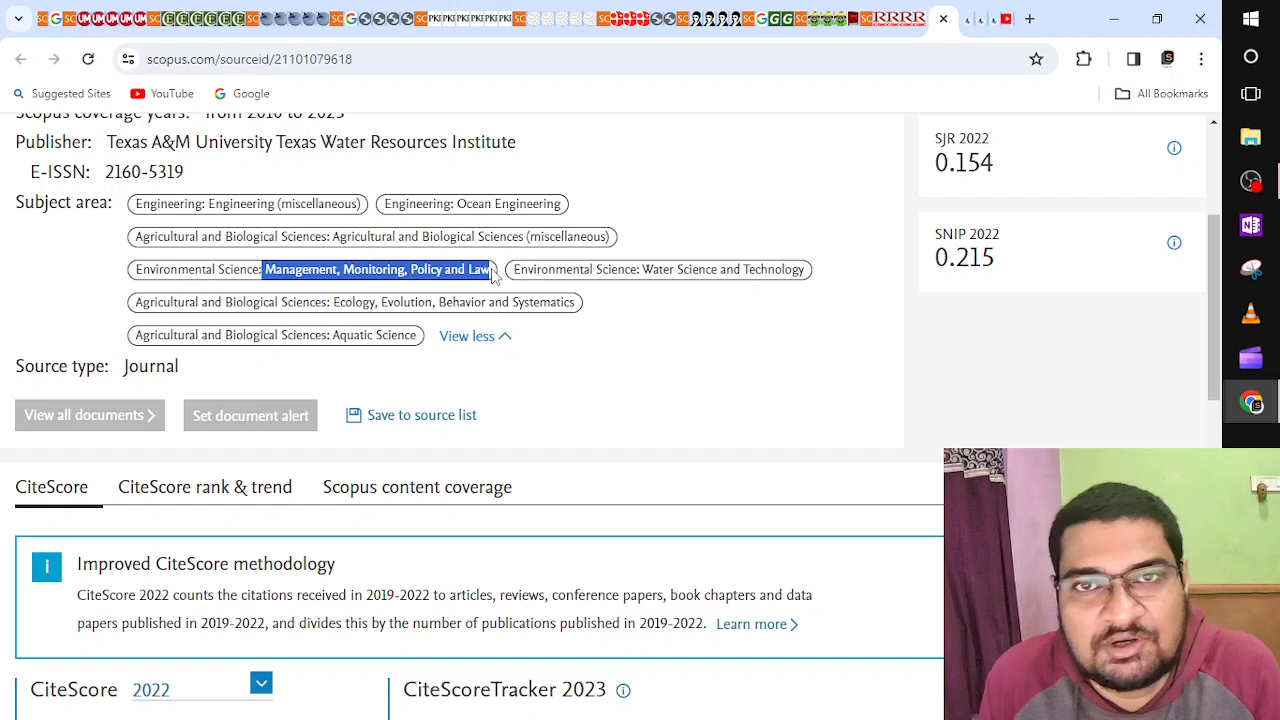 scopus.com/sourceid/21101079618
Suggested Sites YouTube Google All Bookmarks
Scopus coverage years: from 2010 to 2023
Publisher: Texas A&M University Texas Water Resources Institute
E-ISSN: 2160-5319
Subject area: Engineering: Engineering (miscellaneous) Engineering: Ocean Engineering
Agricultural and Biological Sciences: Agricultural and Biological Sciences (miscellaneous)
Environmental Science: Management, Monitoring, Policy and Law Environmental Science: Water Science and Technology
Agricultural and Biological Sciences: Ecology, Evolution, Behavior and Systematics
Agricultural and Biological Sciences: Aquatic Science View less
Source type: Journal
View all documents Set document alert Save to source list
SJR 2022
0.154
SNIP 2022
0.215
CiteScore CiteScore rank & trend Scopus content coverage
Improved CiteScore methodology
CiteScore 2022 counts the citations received in 2019-2022 to articles, reviews, conference papers, book chapters and data
papers published in 2019-2022, and divides this by the number of publications published in 2019-2022. Learn more
CiteScore 2022 CiteScoreTracker 2023